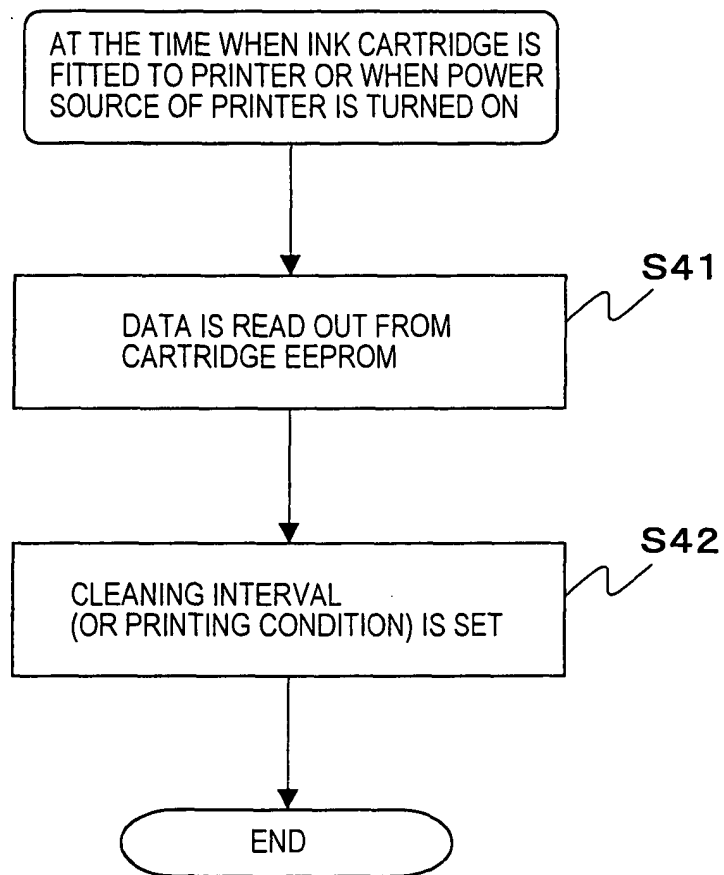 AT THE TIME WHEN INK CARTRIDGE IS
FITTED TO PRINTER OR WHEN POWER
SOURCE OF PRINTER IS TURNED ON
S41
DATA IS READ OUT FROM
CARTRIDGE EEPROM
S42
CLEANING INTERVAL
(OR PRINTING CONDITION) IS SET
END